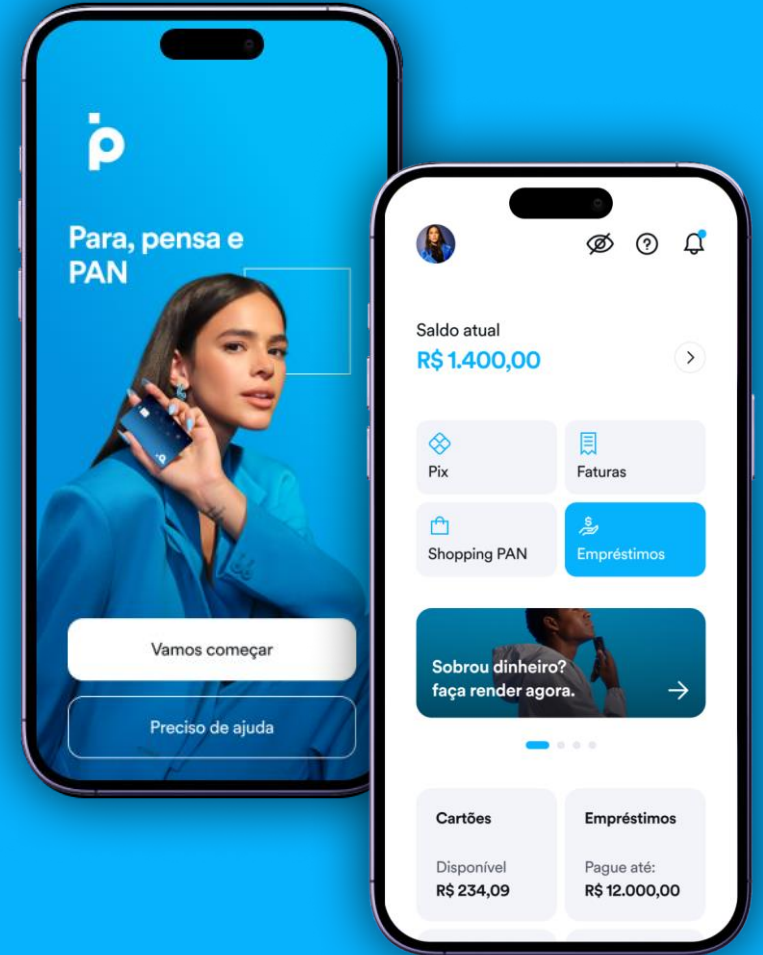 Para, pensa e
PAN
Vamos começar
Preciso de ajuda
Saldo atual
R$ 1.400,00
Pix
Faturas
Shopping PAN
Empréstimos
Sobrou dinheiro?
faça render agora.
Cartões
Disponível
R$ 234,09
Empréstimos
Pague até:
R$ 12.000,00